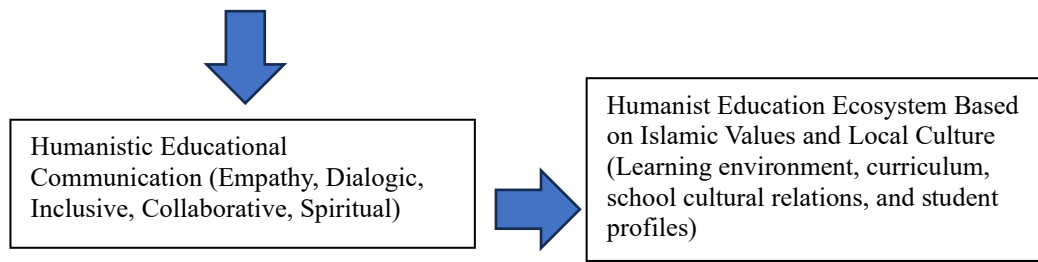 Humanistic Educational
Communication (Empathy, Dialogic,
Inclusive, Collaborative, Spiritual)
Humanist Education Ecosystem Based
on Islamic Values and Local Culture
(Learning environment, curriculum,
school cultural relations, and student
profiles)